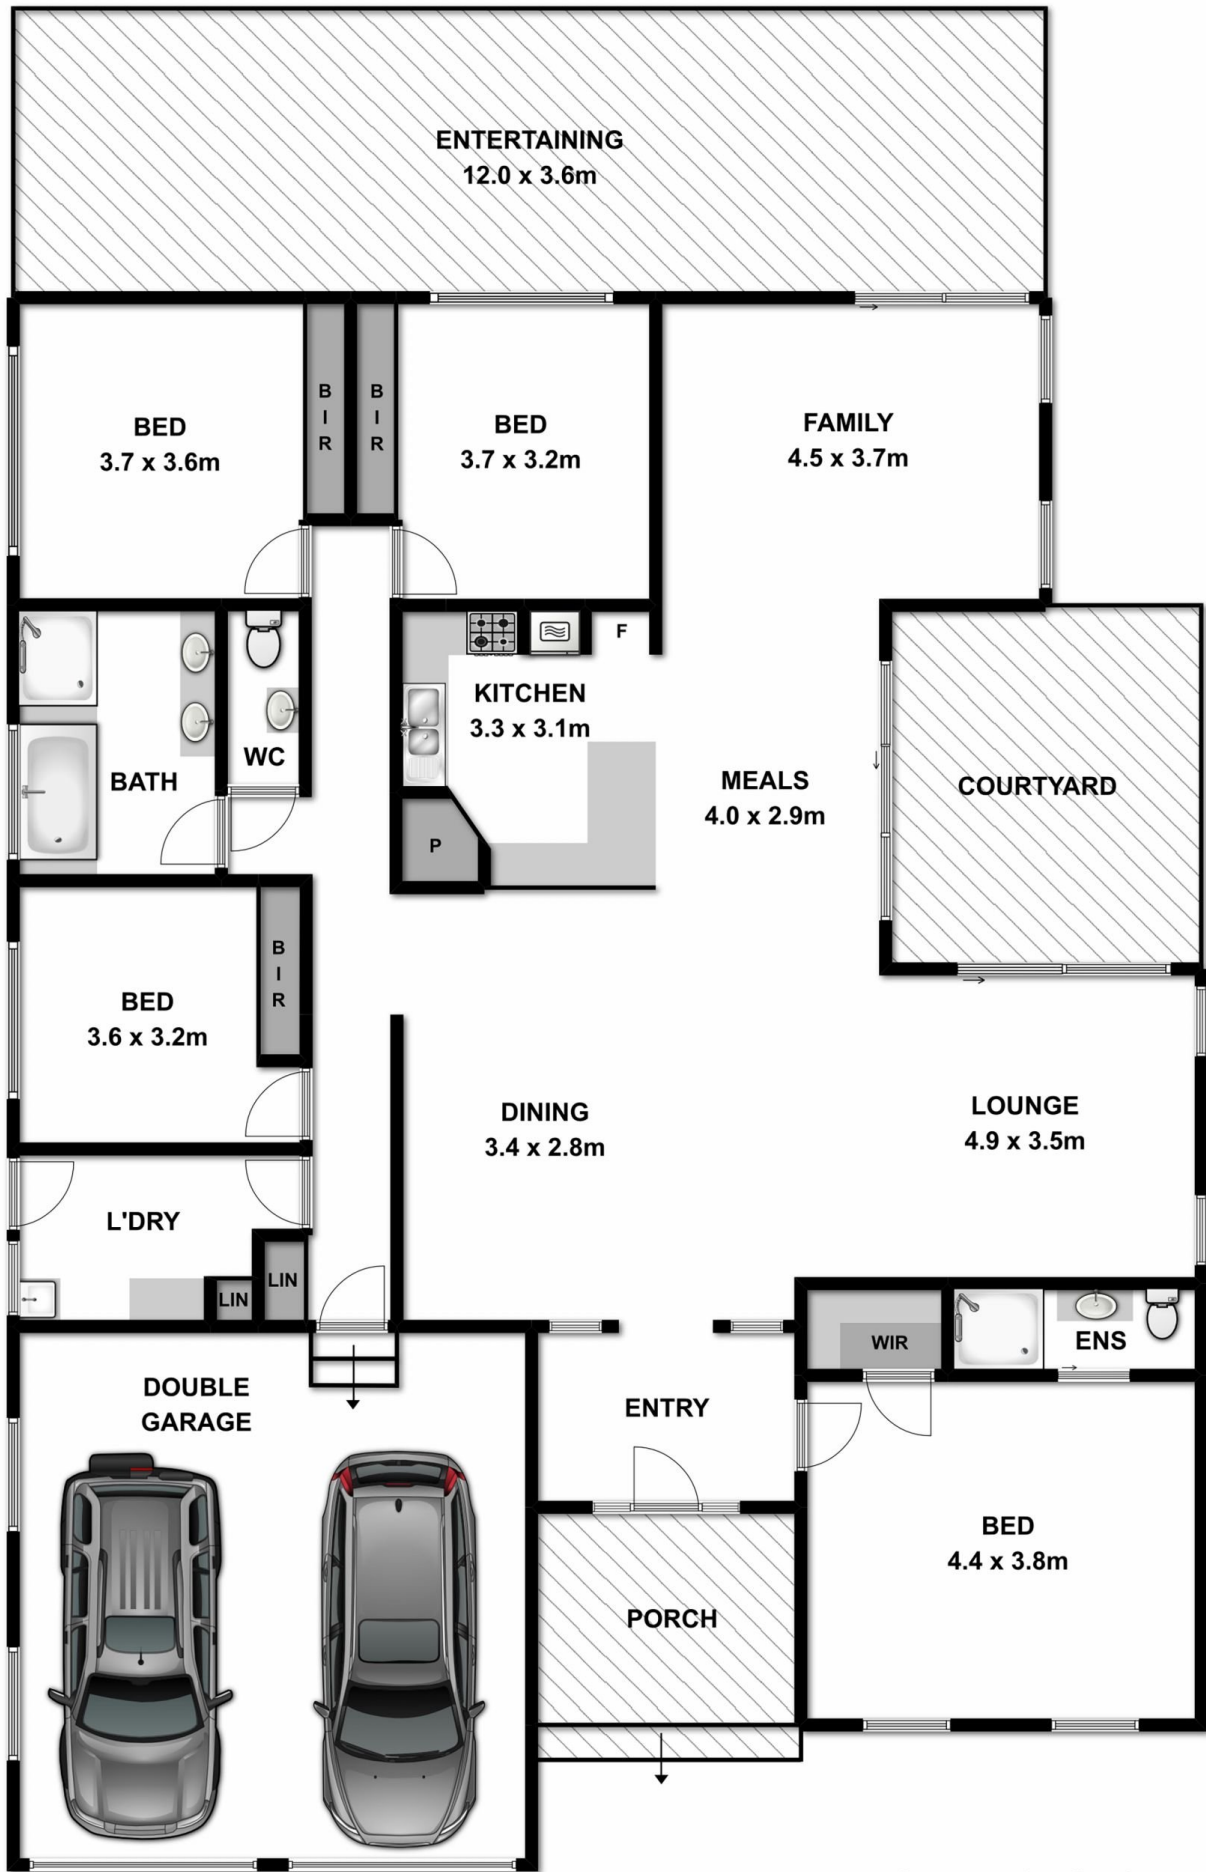 ENTERTAINING
12.0 x 3.6m
BED
3.7 x 3.6m
B
I
R
B
I
R
BED
3.7 x 3.2m
FAMILY
4.5 x 3.7m
F
KITCHEN
3.3 x 3.1m
WC
BATH
P
MEALS
4.0 x 2.9m
COURTYARD
BED
3.6 x 3.2m
B
I
R
DINING
3.4 x 2.8m
LOUNGE
4.9 x 3.5m
L'DRY
LIN
LIN
WIR
ENS
DOUBLE
GARAGE
ENTRY
BED
4.4 x 3.8m
PORCH